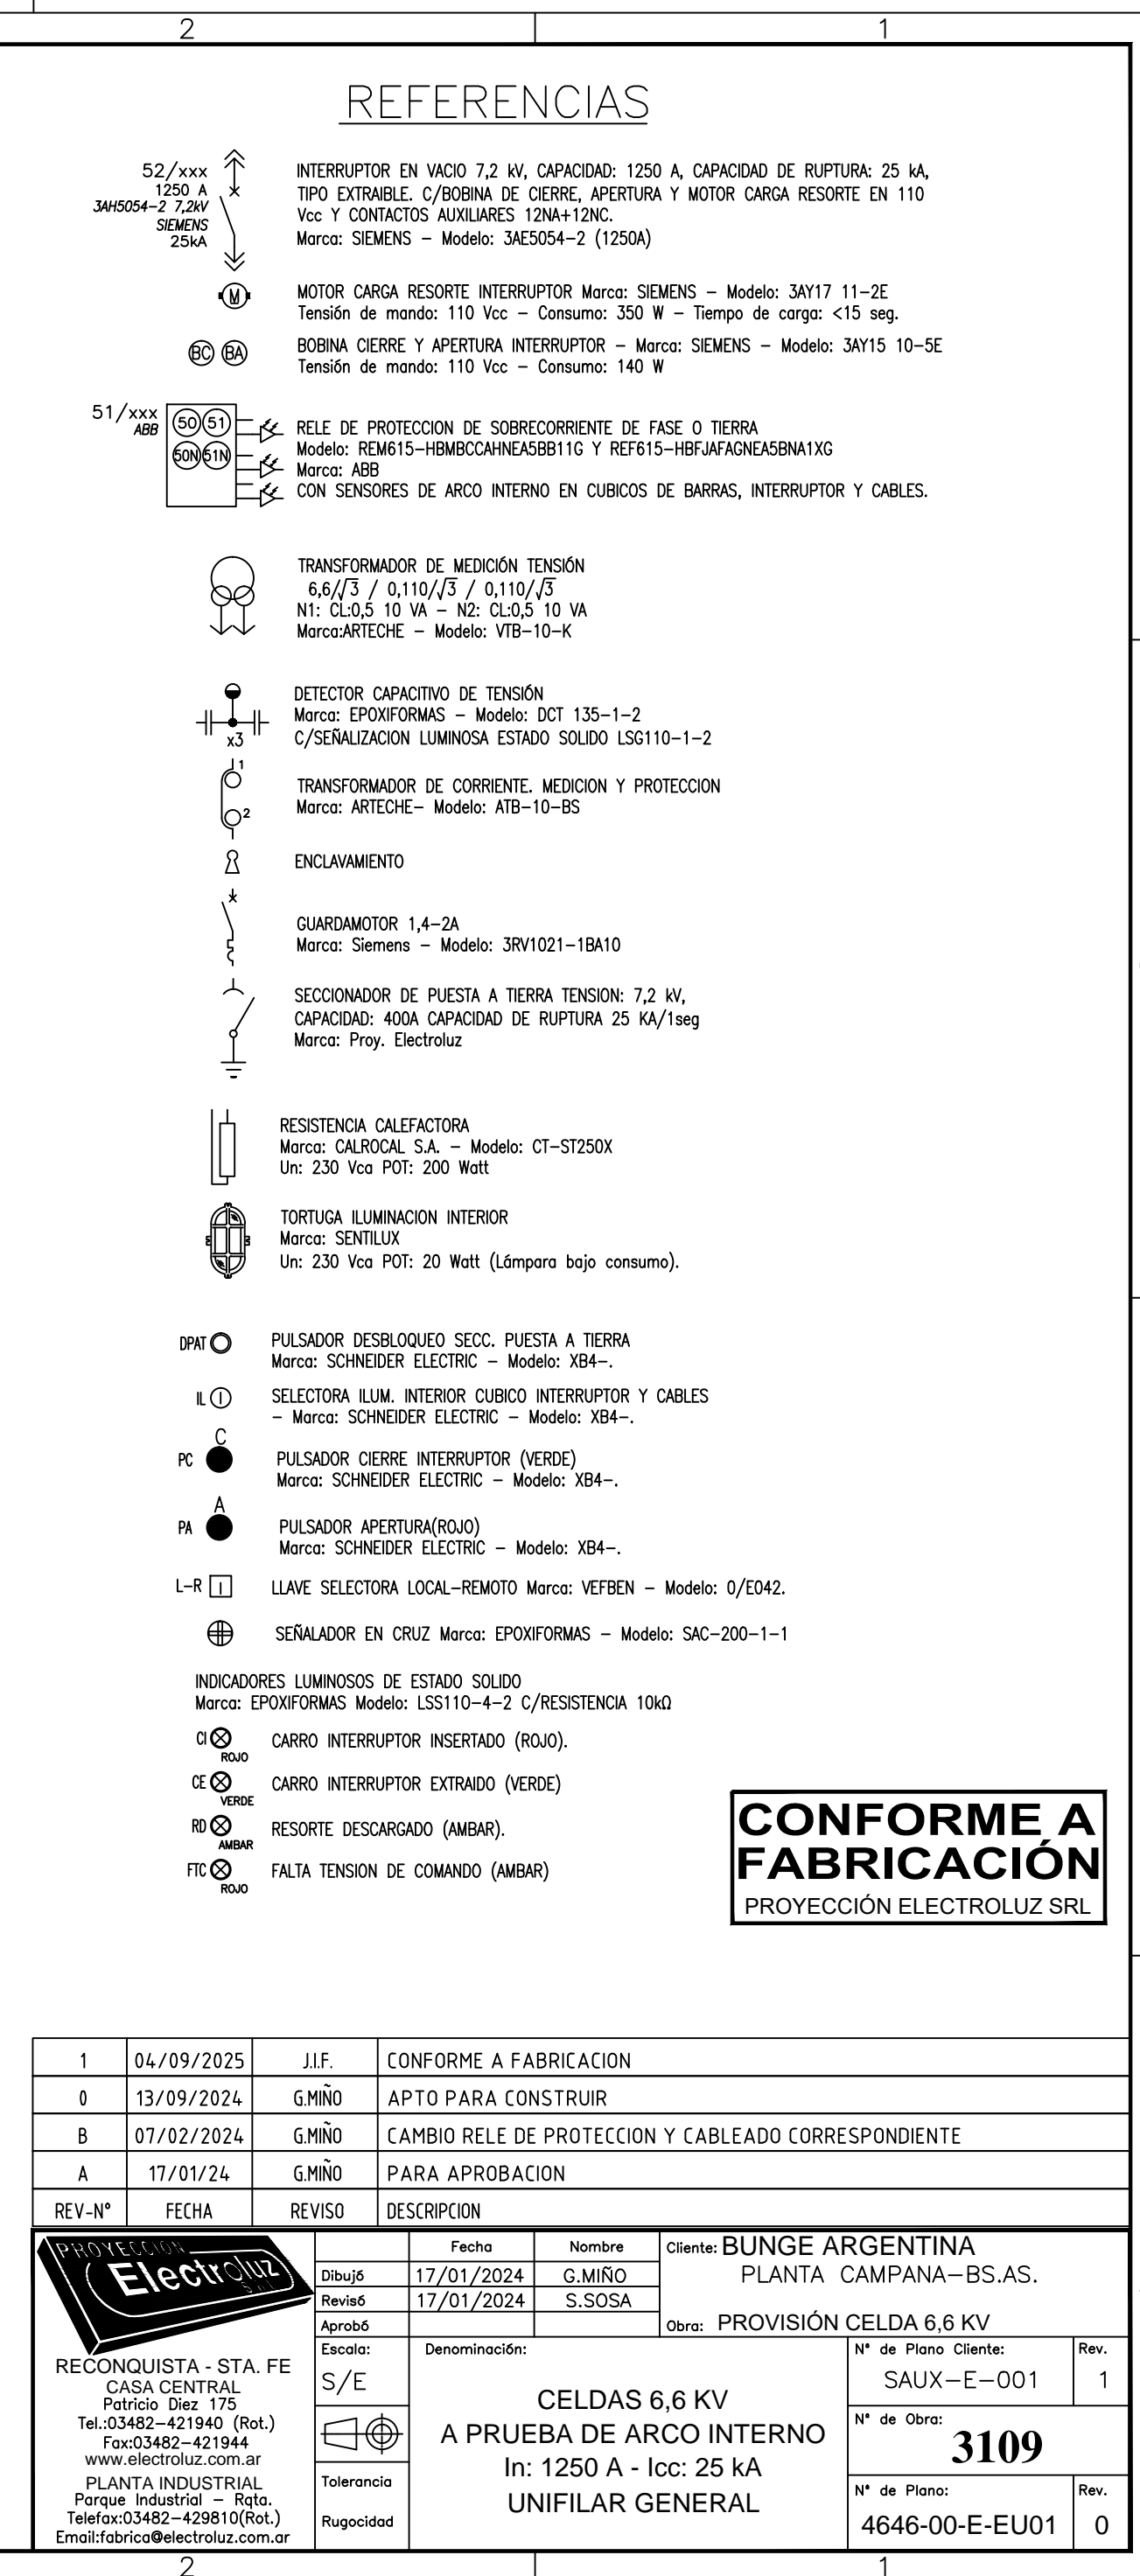 2 1
REFERENCIAS
52/xxx
1250 A
3AH5054-2 7,2kV
SIEMENS
25kA
INTERRUPTOR EN VACIO 7,2 kV, CAPACIDAD: 1250 A, CAPACIDAD DE RUPTURA: 25 kA,
TIPO EXTRAIBLE. C/BOBINA DE CIERRE, APERTURA Y MOTOR CARGA RESORTE EN 110
Vcc Y CONTACTOS AUXILIARES 12NA+12NC.
Marca: SIEMENS - Modelo: 3AE5054-2 (1250A)
M
MOTOR CARGA RESORTE INTERRUPTOR Marca: SIEMENS - Modelo: 3AY17 11-2E
Tensión de mando: 110 Vcc - Consumo: 350 W - Tiempo de carga: <15 seg.
BC BA
BOBINA CIERRE Y APERTURA INTERRUPTOR - Marca: SIEMENS - Modelo: 3AY15 10-5E
Tensión de mando: 110 Vcc - Consumo: 140 W
51/xxx
ABB
50 51
50N 51N
RELE DE PROTECCION DE SOBRECORRIENTE DE FASE O TIERRA
Modelo: REM615-HBMBCCAHNEA5BB11G Y REF615-HBFJAFAGNEA5BNA1XG
Marca: ABB
CON SENSORES DE ARCO INTERNO EN CUBICOS DE BARRAS, INTERRUPTOR Y CABLES.
TRANSFORMADOR DE MEDICIÓN TENSIÓN
6,6/√3 / 0,110/√3 / 0,110/√3
N1: CL:0,5 10 VA - N2: CL:0,5 10 VA
Marca:ARTECHE - Modelo: VTB-10-K
x3
DETECTOR CAPACITIVO DE TENSIÓN
Marca: EPOXIFORMAS - Modelo: DCT 135-1-2
C/SEÑALIZACION LUMINOSA ESTADO SOLIDO LSG110-1-2
1
2
TRANSFORMADOR DE CORRIENTE. MEDICION Y PROTECCION
Marca: ARTECHE- Modelo: ATB-10-BS
ENCLAVAMIENTO
GUARDAMOTOR 1,4-2A
Marca: Siemens - Modelo: 3RV1021-1BA10
SECCIONADOR DE PUESTA A TIERRA TENSION: 7,2 kV,
CAPACIDAD: 400A CAPACIDAD DE RUPTURA 25 KA/1seg
Marca: Proy. Electroluz
RESISTENCIA CALEFACTORA
Marca: CALROCAL S.A. - Modelo: CT-ST250X
Un: 230 Vca POT: 200 Watt
TORTUGA ILUMINACION INTERIOR
Marca: SENTILUX
Un: 230 Vca POT: 20 Watt (Lámpara bajo consumo).
DPAT
PULSADOR DESBLOQUEO SECC. PUESTA A TIERRA
Marca: SCHNEIDER ELECTRIC - Modelo: XB4-.
IL
SELECTORA ILUM. INTERIOR CUBICO INTERRUPTOR Y CABLES
- Marca: SCHNEIDER ELECTRIC - Modelo: XB4-.
C
PC
PULSADOR CIERRE INTERRUPTOR (VERDE)
Marca: SCHNEIDER ELECTRIC - Modelo: XB4-.
A
PA
PULSADOR APERTURA(ROJO)
Marca: SCHNEIDER ELECTRIC - Modelo: XB4-.
L-R
LLAVE SELECTORA LOCAL-REMOTO Marca: VEFBEN - Modelo: 0/E042.
SEÑALADOR EN CRUZ Marca: EPOXIFORMAS - Modelo: SAC-200-1-1
INDICADORES LUMINOSOS DE ESTADO SOLIDO
Marca: EPOXIFORMAS Modelo: LSS110-4-2 C/RESISTENCIA 10kΩ
CI ROJO CARRO INTERRUPTOR INSERTADO (ROJO).
CE VERDE CARRO INTERRUPTOR EXTRAIDO (VERDE)
RD AMBAR RESORTE DESCARGADO (AMBAR).
FTC ROJO FALTA TENSION DE COMANDO (AMBAR)
CONFORME A
FABRICACIÓN
PROYECCIÓN ELECTROLUZ SRL
1 04/09/2025 J.I.F. CONFORME A FABRICACION
0 13/09/2024 G.MIÑO APTO PARA CONSTRUIR
B 07/02/2024 G.MIÑO CAMBIO RELE DE PROTECCION Y CABLEADO CORRESPONDIENTE
A 17/01/24 G.MIÑO PARA APROBACION
REV-N° FECHA REVISO DESCRIPCION
PROYECCION
Electroluz
S.r.l.
RECONQUISTA - STA. FE
CASA CENTRAL
Patricio Diez 175
Tel.:03482-421940 (Rot.)
Fax:03482-421944
www.electroluz.com.ar
PLANTA INDUSTRIAL
Parque Industrial - Rqta.
Telefax:03482-429810(Rot.)
Email:fabrica@electroluz.com.ar
Fecha Nombre
Dibujó 17/01/2024 G.MIÑO
Revisó 17/01/2024 S.SOSA
Aprobó
Cliente: BUNGE ARGENTINA
PLANTA CAMPANA-BS.AS.
Obra: PROVISIÓN CELDA 6,6 KV
Escala:
S/E
Tolerancia
Rugocidad
Denominación:
CELDAS 6,6 KV
A PRUEBA DE ARCO INTERNO
In: 1250 A - Icc: 25 kA
UNIFILAR GENERAL
N° de Plano Cliente: Rev.
SAUX-E-001 1
N° de Obra:
3109
N° de Plano: Rev.
4646-00-E-EU01 0
2 1